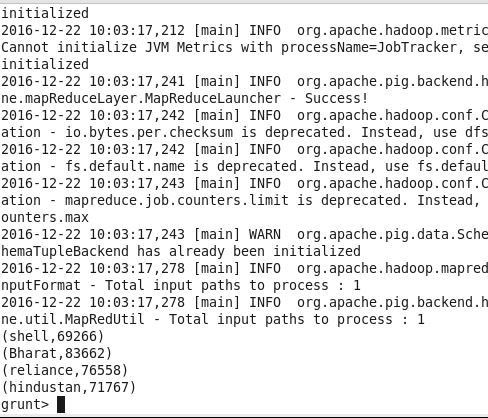 initialized
2016-12-22 10:03:17,212 [main] INFO  org.apache.hadoop.metric
Cannot initialize JVM Metrics with processName=JobTracker, se
initialized
2016-12-22 10:03:17,241 [main] INFO  org.apache.pig.backend.h
ne.mapReduceLayer.MapReduceLauncher - Success!
2016-12-22 10:03:17,242 [main] INFO  org.apache.hadoop.conf.C
ation - io.bytes.per.checksum is deprecated. Instead, use dfs
2016-12-22 10:03:17,242 [main] INFO  org.apache.hadoop.conf.C
ation - fs.default.name is deprecated. Instead, use fs.defaul
2016-12-22 10:03:17,243 [main] INFO  org.apache.hadoop.conf.C
ation - mapreduce.job.counters.limit is deprecated. Instead,
ounters.max
2016-12-22 10:03:17,243 [main] WARN  org.apache.pig.data.Sche
hemaTupleBackend has already been initialized
2016-12-22 10:03:17,278 [main] INFO  org.apache.hadoop.mapred
nputFormat - Total input paths to process : 1
2016-12-22 10:03:17,278 [main] INFO  org.apache.pig.backend.h
ne.util.MapRedUtil - Total input paths to process : 1
(shell,69266)
(Bharat,83662)
(reliance,76558)
(hindustan,71767)
grunt>